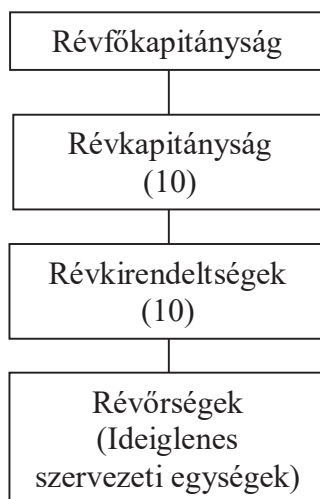 Révfőkapitányság
Révkapitányság
(10)
Révkirendeltségek
(10)
Révőrségek
(Ideiglenes
szervezeti egységek)